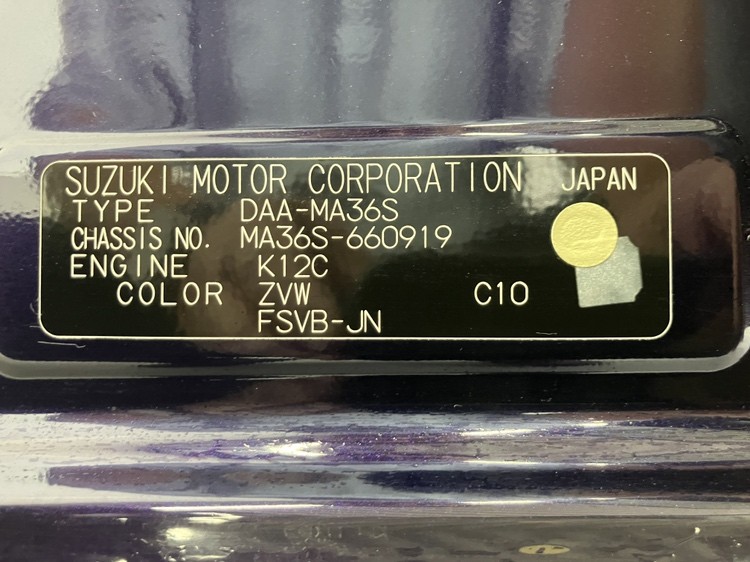 SUZUKI MOTOR CORPORATION JAPAN
TYPE DAA-MA36S
CHASSIS NO. MA36S-660919
ENGINE K12C
COLOR ZVW C10
FSVB-JN